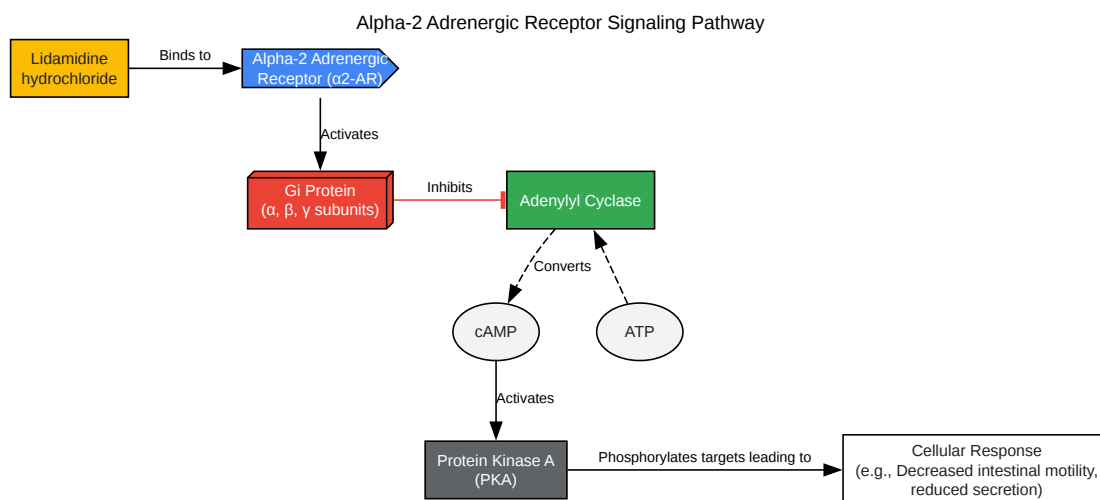 Alpha-2 Adrenergic Receptor Signaling Pathway
Lidamidine
hydrochloride
Binds to
Alpha-2 Adrenergic
Receptor (α2-AR)
Activates
Gi Protein
(α, β, γ subunits)
Inhibits
Adenylyl Cyclase
Converts
cAMP
ATP
Activates
Protein Kinase A
(PKA)
Phosphorylates targets leading to
Cellular Response
(e.g., Decreased intestinal motility,
reduced secretion)